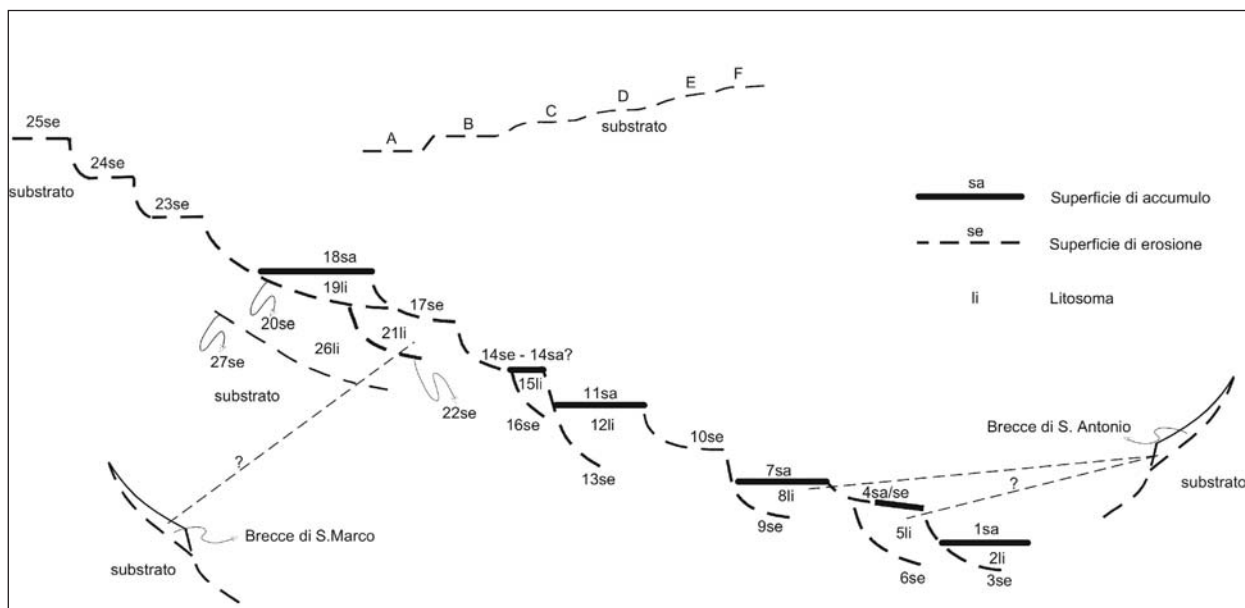 F
E
D
C
substrato
B
A
25se
24se
substrato
23se
sa
Superficie di accumulo
se
Superficie di erosione
li
Litosoma
18sa
19li
17se
20se
21li
26li
27se
14se - 14sa?
substrato
15li
11sa
22se
16se
12li
10se
Brecce di S. Antonio
?
13se
7sa
8li
4sa/se
?
substrato
9se
5li
1sa
Brecce di S.Marco
2li
substrato
6se
3se